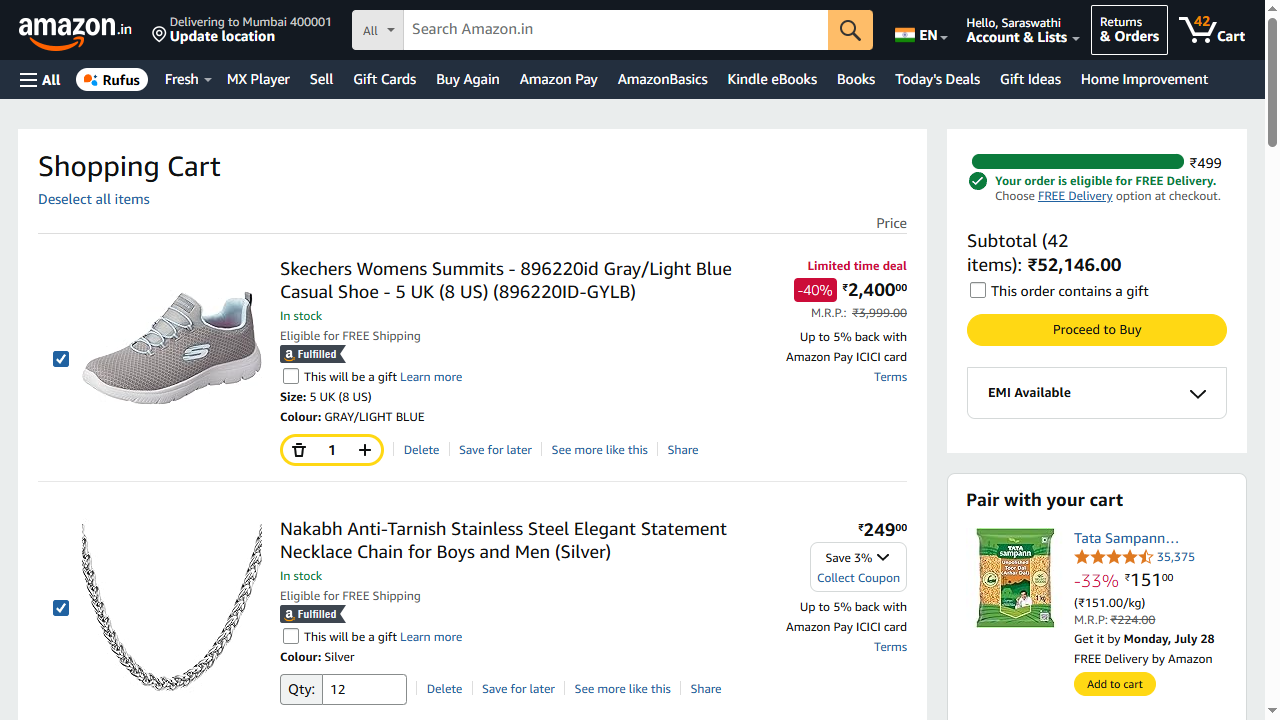 amazon.in
Delivering to Mumbai 400001
Update location
All
Search Amazon.in
EN
Hello, Saraswathi
Account & Lists
Returns
& Orders
42
Cart
All
Rufus
Fresh
MX Player
Sell
Gift Cards
Buy Again
Amazon Pay
AmazonBasics
Kindle eBooks
Books
Today's Deals
Gift Ideas
Home Improvement
Shopping Cart
Deselect all items
Price
Skechers Womens Summits - 896220id Gray/Light Blue
Casual Shoe - 5 UK (8 US) (896220ID-GYLB)
In stock
Eligible for FREE Shipping
a Fulfilled
This will be a gift Learn more
Size: 5 UK (8 US)
Colour: GRAY/LIGHT BLUE
1
Delete
Save for later
See more like this
Share
Limited time deal
-40% ₹2,400.00
M.R.P.: ₹3,999.00
Up to 5% back with
Amazon Pay ICICI card
Terms
Nakabh Anti-Tarnish Stainless Steel Elegant Statement
Necklace Chain for Boys and Men (Silver)
In stock
Eligible for FREE Shipping
a Fulfilled
This will be a gift Learn more
Colour: Silver
Qty: 12
Delete
Save for later
See more like this
Share
₹24900
Save 3%
Collect Coupon
Up to 5% back with
Amazon Pay ICICI card
Terms
₹499
Your order is eligible for FREE Delivery.
Choose FREE Delivery option at checkout.
Subtotal (42
items): ₹52,146.00
This order contains a gift
Proceed to Buy
EMI Available
Pair with your cart
TATA
sampann
Tata Sampann…
35,375
-33% ₹15100
(₹151.00/kg)
M.R.P: ₹224.00
Get it by Monday, July 28
FREE Delivery by Amazon
Add to cart